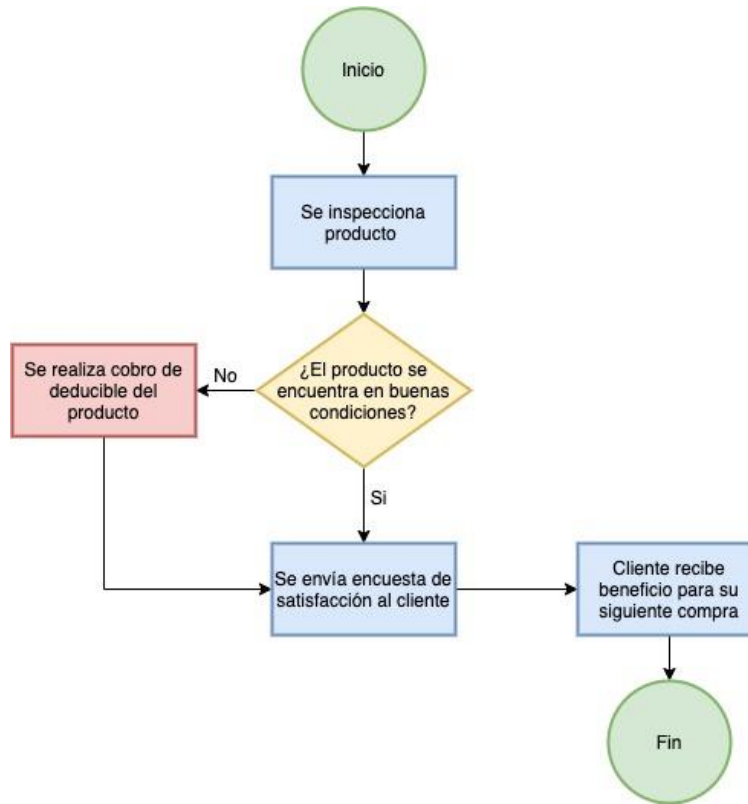 Inicio
Se inspecciona
producto
¿El producto se
encuentra en buenas
condiciones?
No
Se realiza cobro de
deducible del
producto
Si
Se envía encuesta de
satisfacción al cliente
Cliente recibe
beneficio para su
siguiente compra
Fin